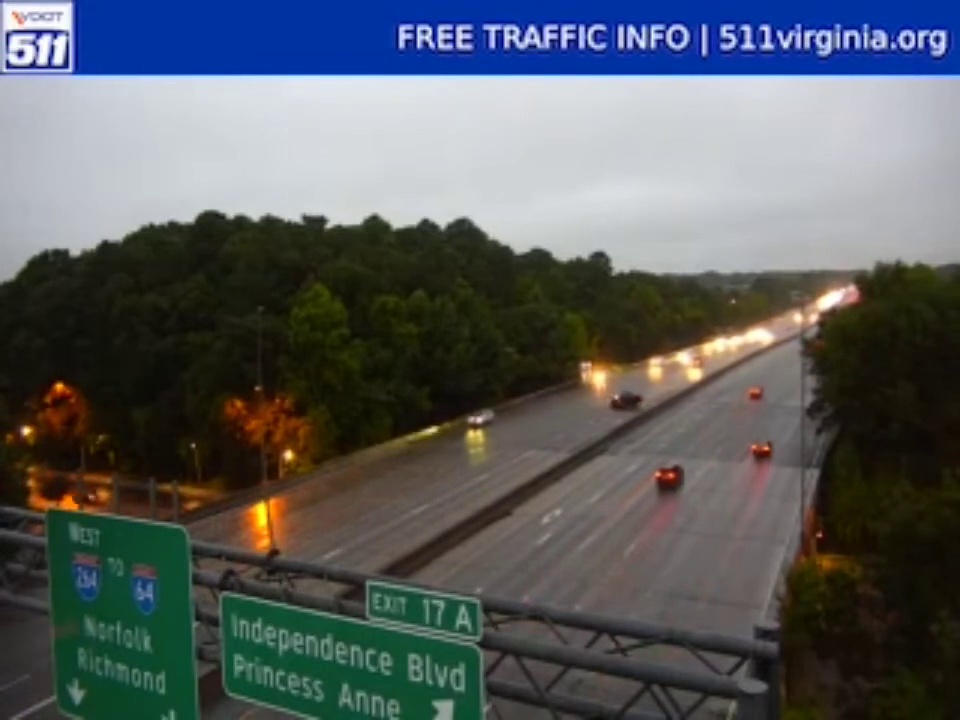 VDOT
511
FREE TRAFFIC INFO | 511virginia.org
WEST
264 TO 64
Norfolk
Richmond
EXIT 17 A
Independence Blvd
Princess Anne